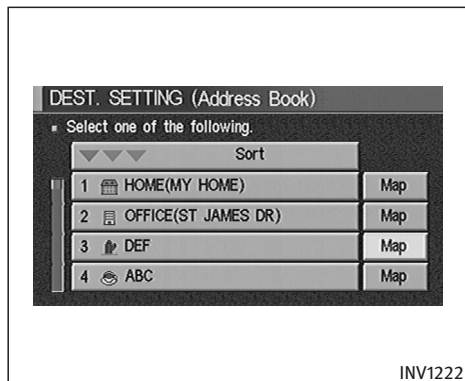 DEST. SETTING (Address Book)
Select one of the following.
Sort
1 HOME(MY HOME) Map
2 OFFICE(ST JAMES DR) Map
3 DEF Map
4 ABC Map
INV1222